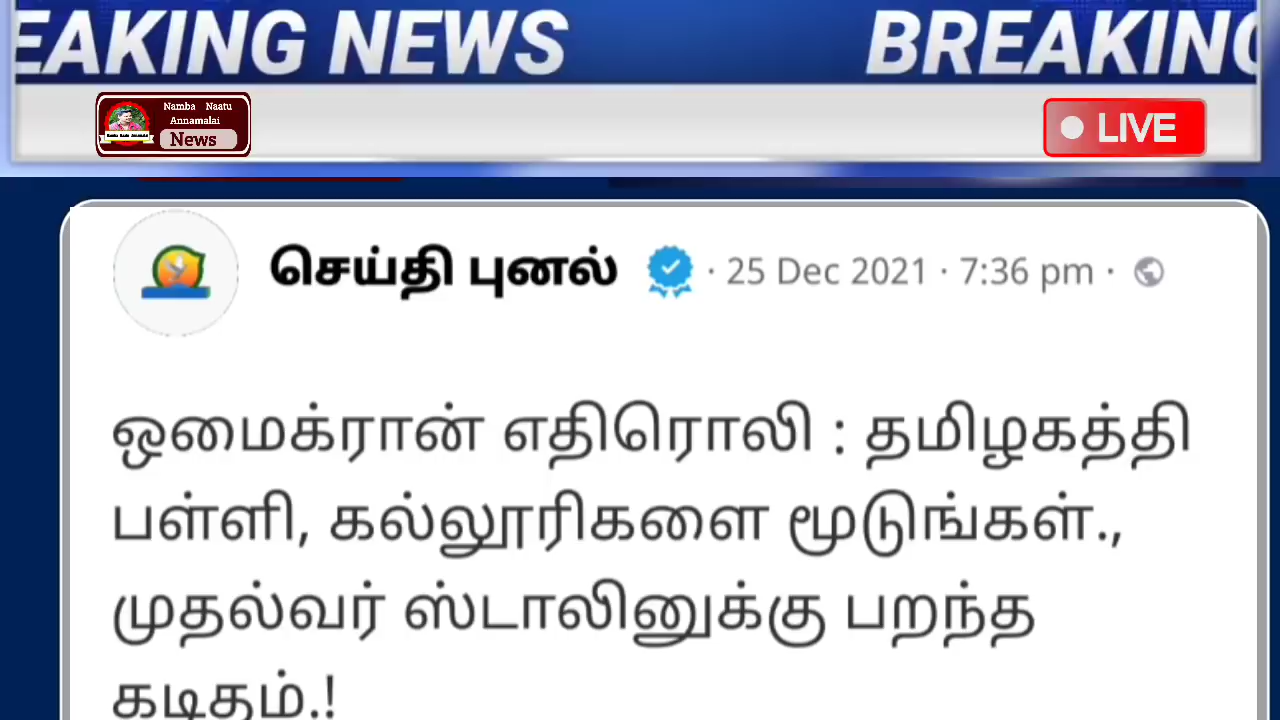 EAKING NEWS BREAKING
Namba Naatu
Annamalai
News
LIVE
செய்தி புனல் · 25 Dec 2021 · 7:36 pm ·
ஒமைக்ரான் எதிரொலி : தமிழகத்தி
பள்ளி, கல்லூரிகளை மூடுங்கள்.,
முதல்வர் ஸ்டாலினுக்கு பறந்த
கடிதம்.!